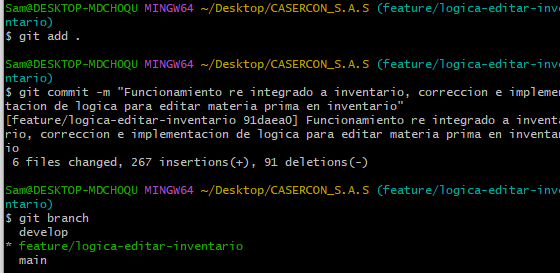 Sam@DESKTOP-MDCHOQU MINGW64 ~/Desktop/CASERCON_S.A.S (feature/logica-editar-inve
ntario)
$ git add .
Sam@DESKTOP-MDCHOQU MINGW64 ~/Desktop/CASERCON_S.A.S (feature/logica-editar-inve
ntario)
$ git commit -m "Funcionamiento re integrado a inventario, correccion e implemen
tacion de logica para editar materia prima en inventario"
[feature/logica-editar-inventario 91daea0] Funcionamiento re integrado a inventa
rio, correccion e implementacion de logica para editar materia prima en inventar
io
 6 files changed, 267 insertions(+), 91 deletions(-)
Sam@DESKTOP-MDCHOQU MINGW64 ~/Desktop/CASERCON_S.A.S (feature/logica-editar-inve
ntario)
$ git branch
  develop
* feature/logica-editar-inventario
  main